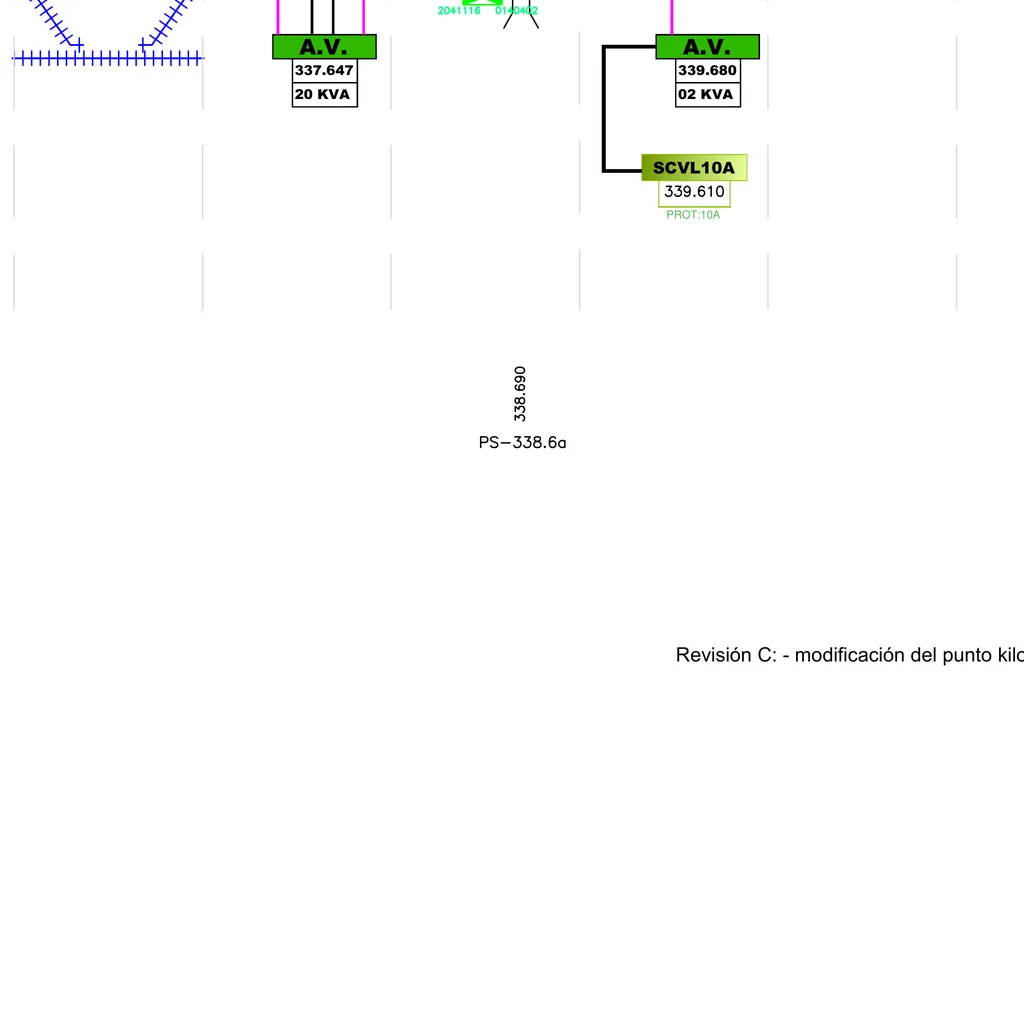 2041116 0140402
A.V.
337.647
20 KVA
A.V.
339.680
02 KVA
SCVL10A
339.610
PROT:10A
338.690
PS-338.6a
Revisión C: - modificación del punto kilo